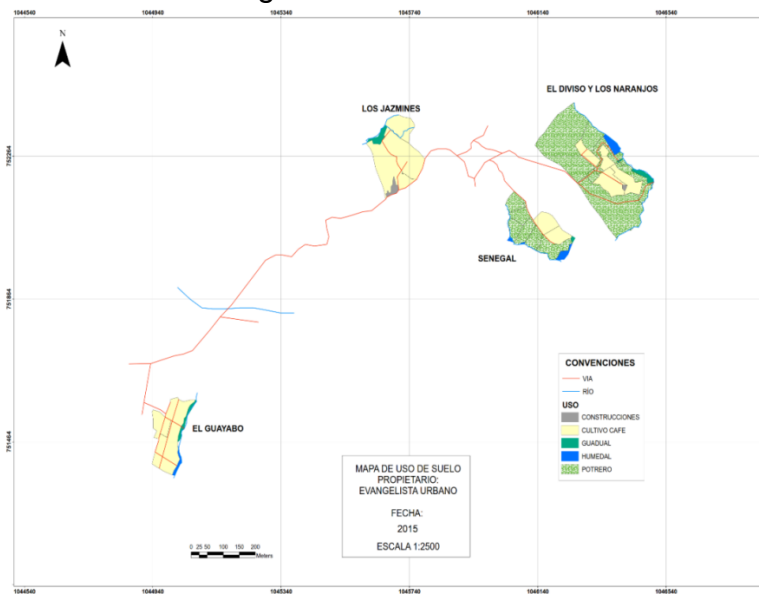 1044540 1044940 1045340 1045740 1046140 1046540
N
EL DIVISO Y LOS NARANJOS
LOS JAZMINES
752264
SENEGAL
751864
CONVENCIONES
VIA
RÍO
USO
CONSTRUCCIONES
CULTIVO CAFE
GUADUAL
HUMEDAL
POTRERO
EL GUAYABO
751464
MAPA DE USO DE SUELO
PROPIETARIO:
EVANGELISTA URBANO
FECHA:
2015
ESCALA 1:2500
0 25 50 100 150 200
Meters
1044540 1044940 1045340 1045740 1046140 1046540